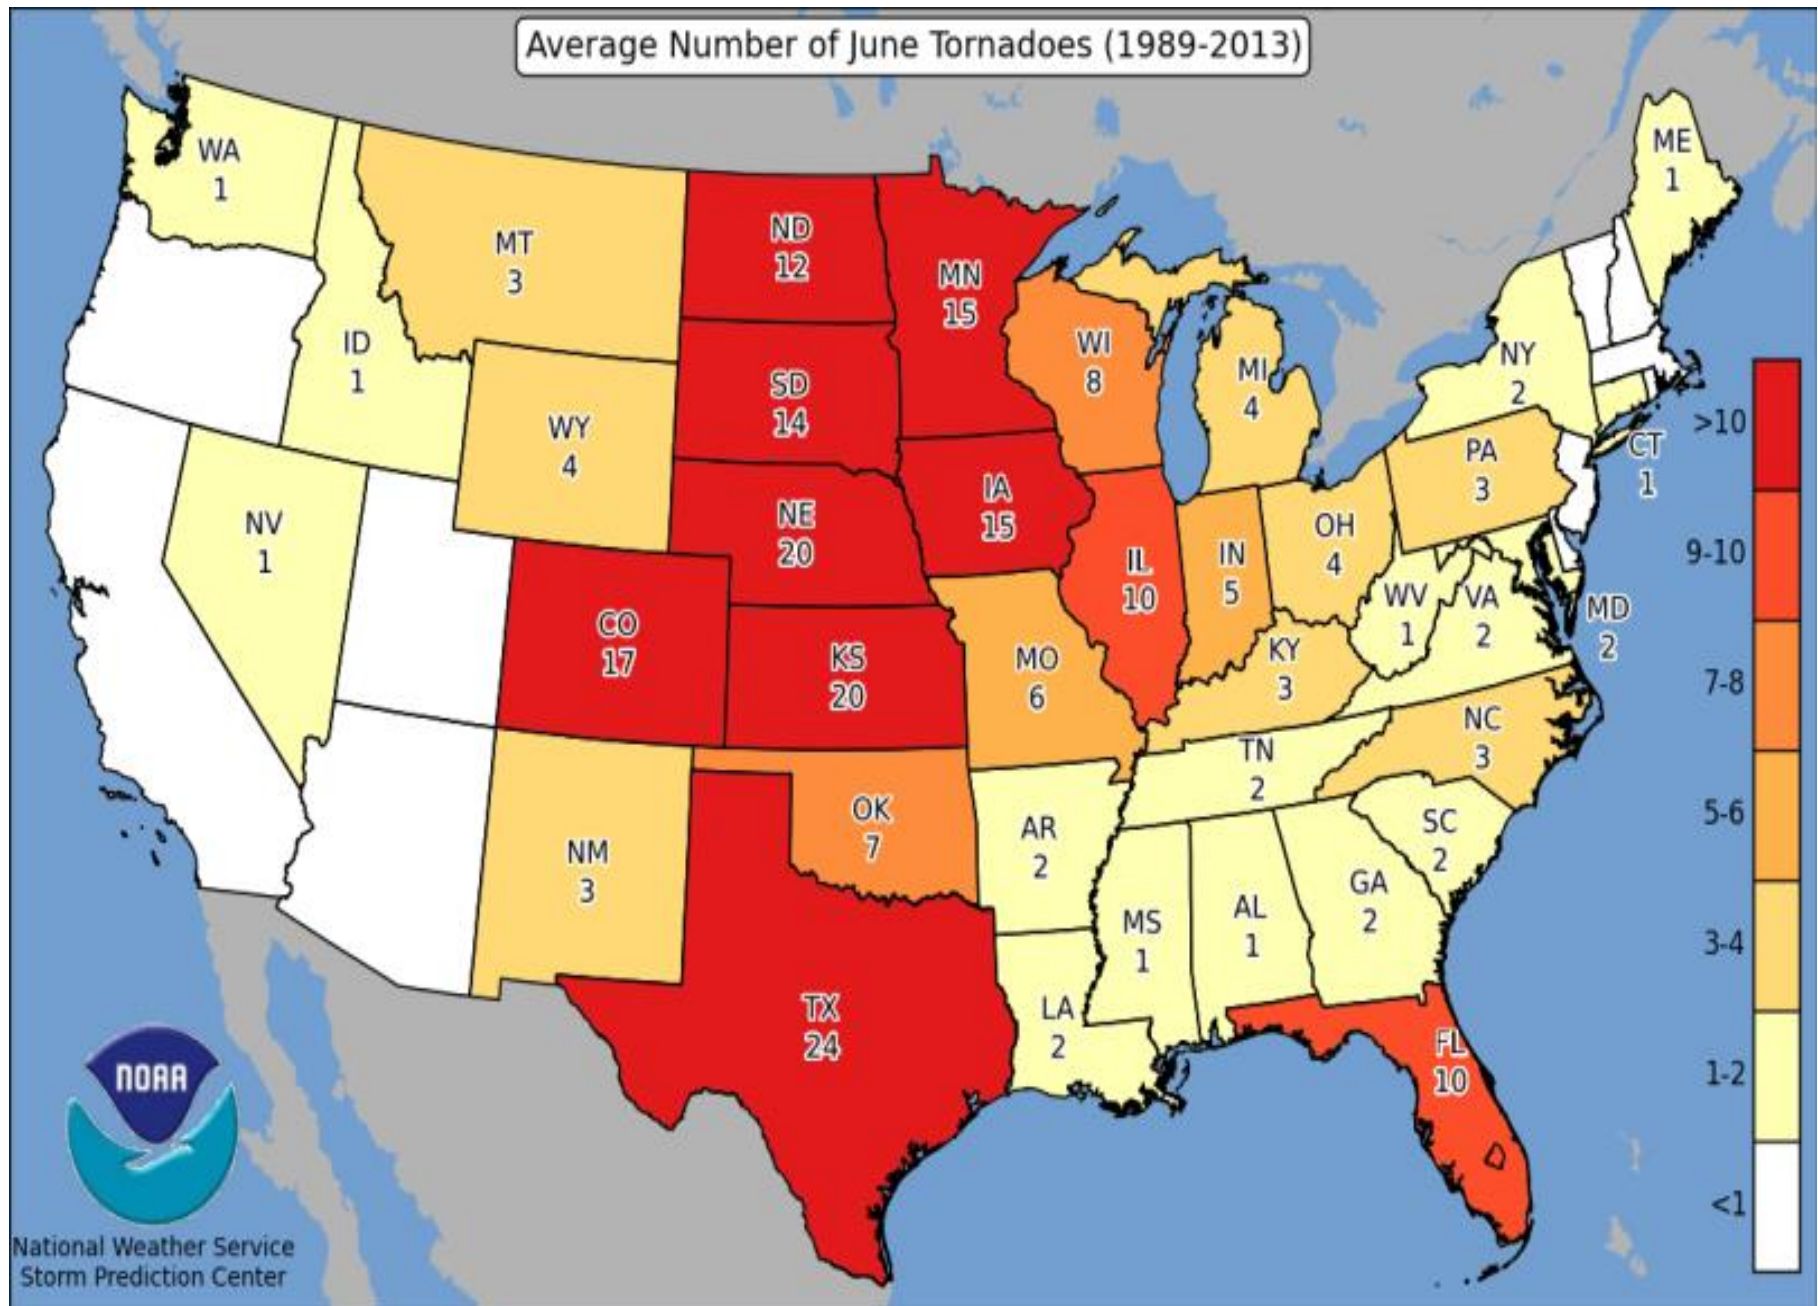 Average Number of June Tornadoes (1989-2013)
WA
1
MT
3
ND
12
MN
15
ME
1
ID
1
WY
4
SD
14
WI
8
MI
4
NY
2
CT
1
NV
1
NE
20
IA
15
IL
10
IN
5
OH
4
PA
3
WV
1
VA
2
MD
2
CO
17
KS
20
MO
6
KY
3
NC
3
TN
2
NM
3
OK
7
AR
2
SC
2
MS
1
AL
1
GA
2
TX
24
LA
2
FL
10
>10
9-10
7-8
5-6
3-4
1-2
<1
NOAA
National Weather Service
Storm Prediction Center